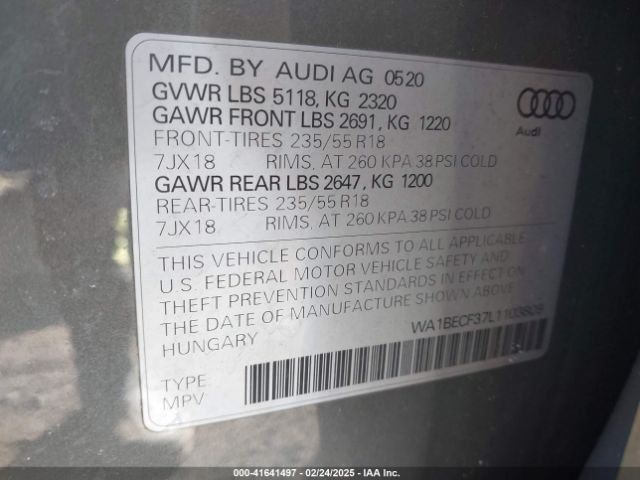 MFD. BY AUDI AG 0520
GVWR LBS 5118, KG 2320
GAWR FRONT LBS 2691, KG 1220
FRONT-TIRES 235/55 R18
7JX18 RIMS, AT 260 KPA 38 PSI COLD
GAWR REAR LBS 2647, KG 1200
REAR-TIRES 235/55 R18
7JX18 RIMS, AT 260 KPA 38 PSI COLD
Audi
THIS VEHICLE CONFORMS TO ALL APPLICABLE
U.S. FEDERAL MOTOR VEHICLE SAFETY AND
THEFT PREVENTION STANDARDS IN EFFECT ON
THE DATE OF MANUFACTURE SHOWN ABOVE
HUNGARY
WA1BECF37L1103809
TYPE
MPV
000-41641497 - 02/24/2025 - IAA Inc.